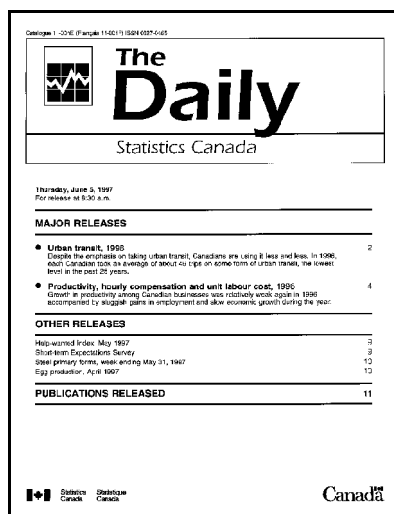 Catalogue 11-001E (Français 11-001F) ISSN 0827-0465
The
Daily
Statistics Canada
Thursday, June 5, 1997
For release at 8:30 a.m.
MAJOR RELEASES
● Urban transit, 1996 2
Despite the emphasis on taking urban transit, Canadians are using it less and less. In 1996,
each Canadian took an average of about 48 trips on some form of urban transit, the lowest
level in the past 25 years.
● Productivity, hourly compensation and unit labour cost, 1996 4
Growth in productivity among Canadian businesses was relatively weak again in 1996
accompanied by sluggish gains in employment and slow economic growth during the year.
OTHER RELEASES
Help-wanted Index, May 1997 9
Short-term Expectations Survey 9
Steel primary forms, week ending May 31, 1997 10
Egg production, April 1997 10
PUBLICATIONS RELEASED 11
Statistics Statistique
Canada Canada
Canada